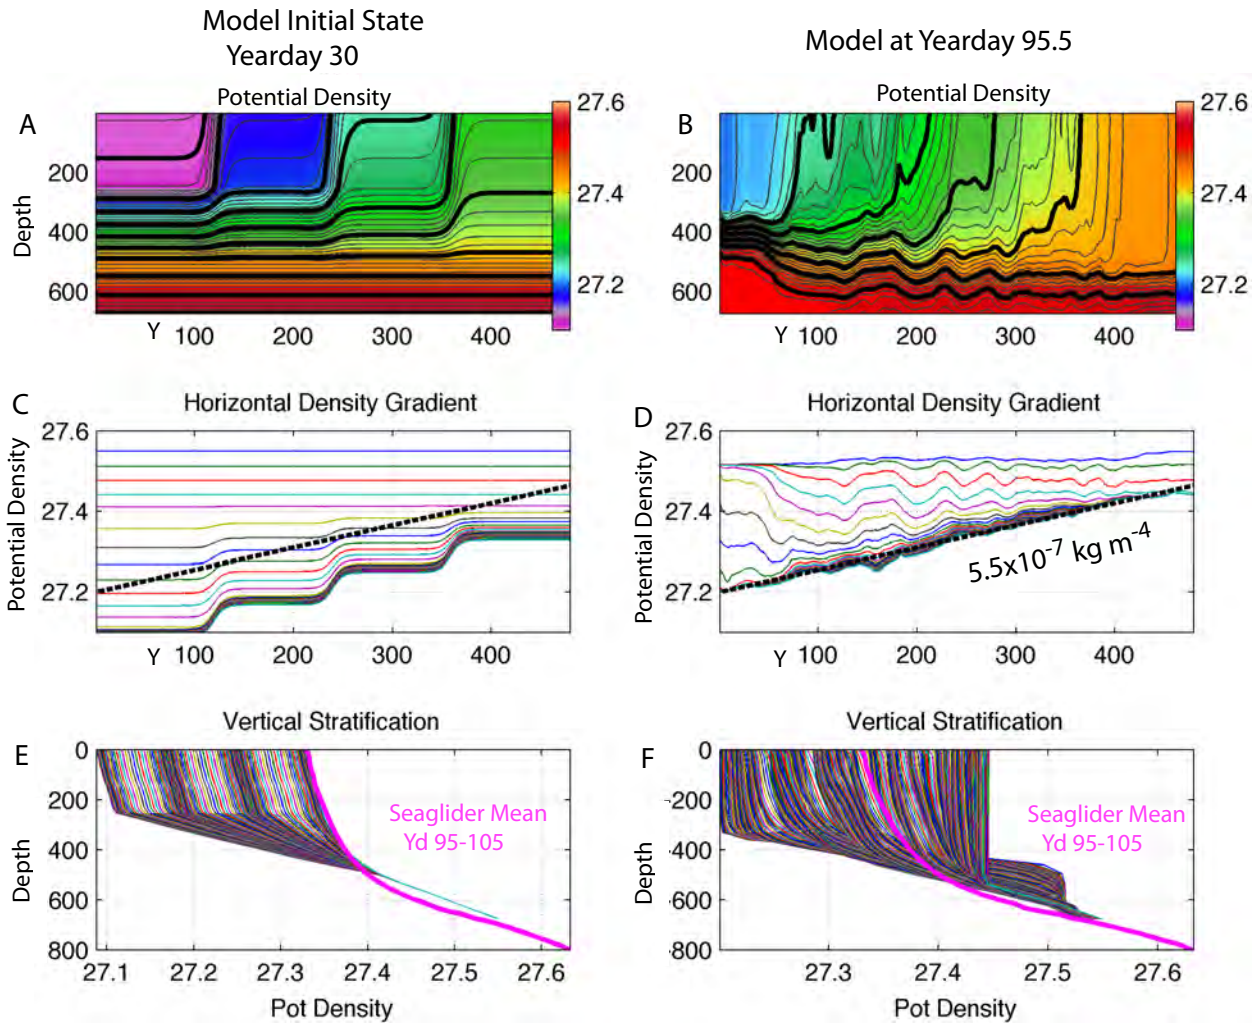 Model Initial State
Yearday 30
Model at Yearday 95.5
A
Potential Density
27.6
200
27.4
Depth
400
27.2
600
Y 100 200 300 400
B
Potential Density
27.6
200
27.4
400
27.2
600
Y 100 200 300 400
C
Horizontal Density Gradient
Potential Density
27.6
27.4
27.2
Y 100 200 300 400
D
Horizontal Density Gradient
Potential Density
27.6
27.4
5.5x10⁻⁷ kg m⁻⁴
27.2
Y 100 200 300 400
E
Vertical Stratification
0
200
Seaglider Mean
Yd 95-105
Depth
400
600
800
27.1 27.2 27.3 27.4 27.5 27.6
Pot Density
F
Vertical Stratification
0
200
Seaglider Mean
Yd 95-105
Depth
400
600
800
27.3 27.4 27.5 27.6
Pot Density